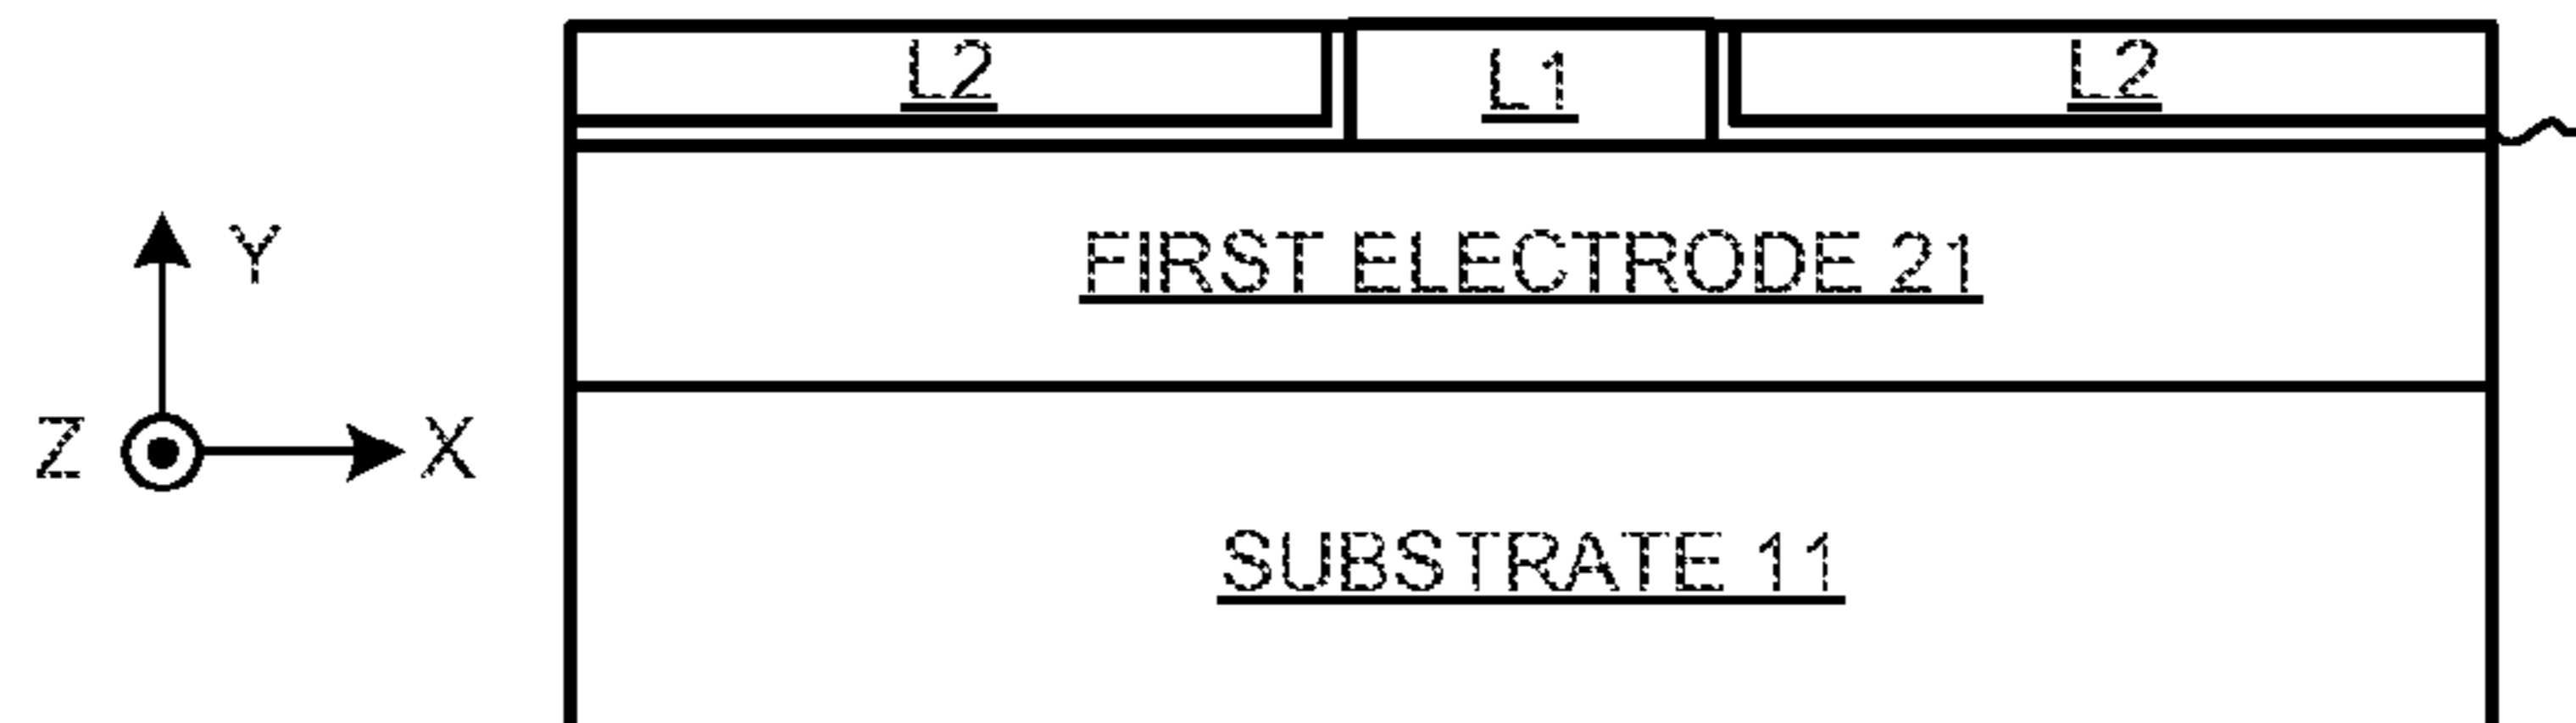 L2
L1
L2
Y
FIRST ELECTRODE 21
Z
X
SUBSTRATE 11